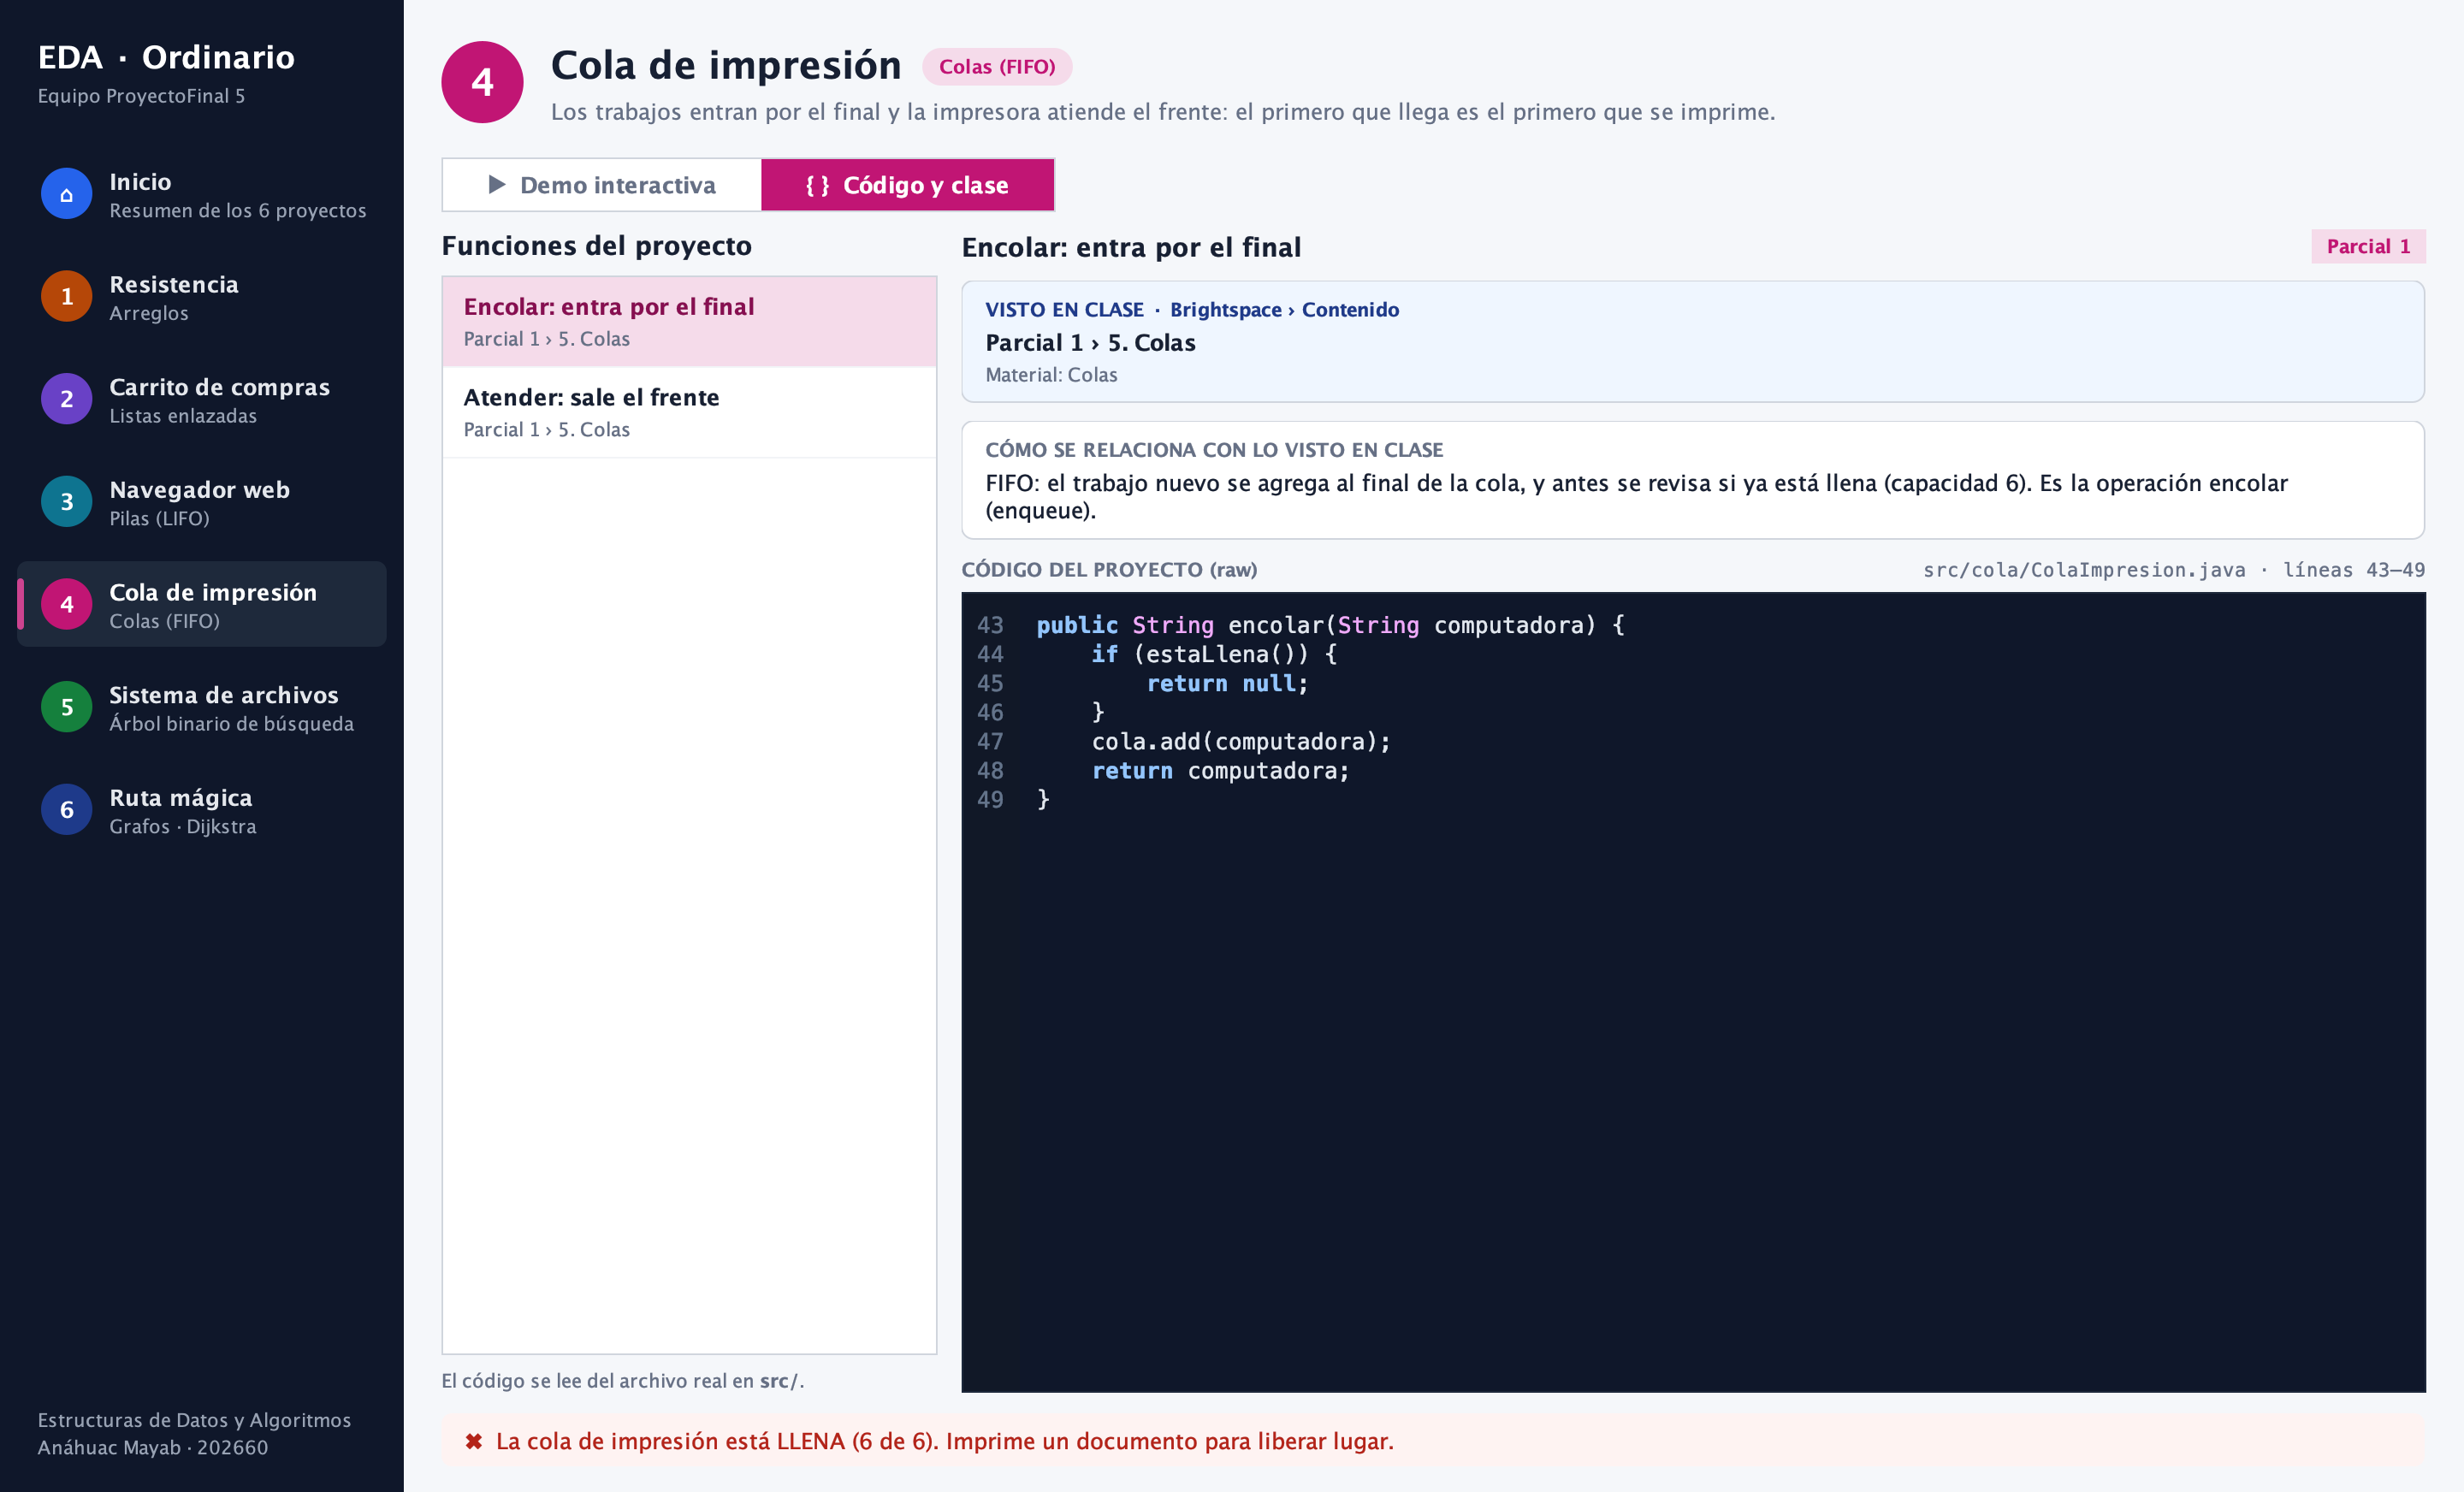 EDA · Ordinario
Equipo ProyectoFinal 5
Inicio
Resumen de los 6 proyectos
1
Resistencia
Arreglos
2
Carrito de compras
Listas enlazadas
3
Navegador web
Pilas (LIFO)
4
Cola de impresión
Colas (FIFO)
5
Sistema de archivos
Árbol binario de búsqueda
6
Ruta mágica
Grafos · Dijkstra
Estructuras de Datos y Algoritmos
Anáhuac Mayab · 202660
4
Cola de impresión
Colas (FIFO)
Los trabajos entran por el final y la impresora atiende el frente: el primero que llega es el primero que se imprime.
▶ Demo interactiva
{ } Código y clase
Funciones del proyecto
Encolar: entra por el final
Parcial 1 › 5. Colas
Atender: sale el frente
Parcial 1 › 5. Colas
El código se lee del archivo real en src/.
Encolar: entra por el final
Parcial 1
VISTO EN CLASE · Brightspace › Contenido
Parcial 1 › 5. Colas
Material: Colas
CÓMO SE RELACIONA CON LO VISTO EN CLASE
FIFO: el trabajo nuevo se agrega al final de la cola, y antes se revisa si ya está llena (capacidad 6). Es la operación encolar
(enqueue).
CÓDIGO DEL PROYECTO (raw)
src/cola/ColaImpresion.java · líneas 43–49
43 public String encolar(String computadora) {
44     if (estaLlena()) {
45         return null;
46     }
47     cola.add(computadora);
48     return computadora;
49 }
✖ La cola de impresión está LLENA (6 de 6). Imprime un documento para liberar lugar.